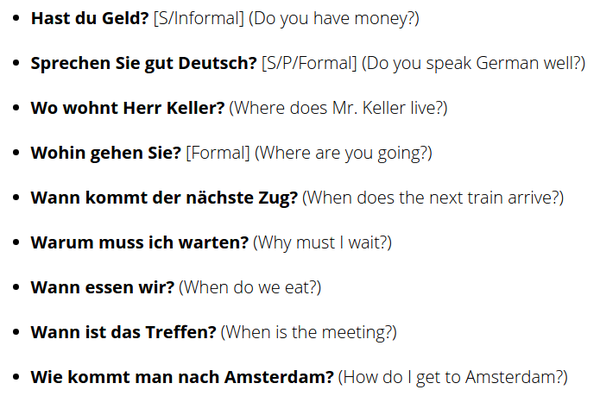 • Hast du Geld? [S/Informal] (Do you have money?)
• Sprechen Sie gut Deutsch? [S/P/Formal] (Do you speak German well?)
• Wo wohnt Herr Keller? (Where does Mr. Keller live?)
• Wohin gehen Sie? [Formal] (Where are you going?)
• Wann kommt der nächste Zug? (When does the next train arrive?)
• Warum muss ich warten? (Why must I wait?)
• Wann essen wir? (When do we eat?)
• Wann ist das Treffen? (When is the meeting?)
• Wie kommt man nach Amsterdam? (How do I get to Amsterdam?)